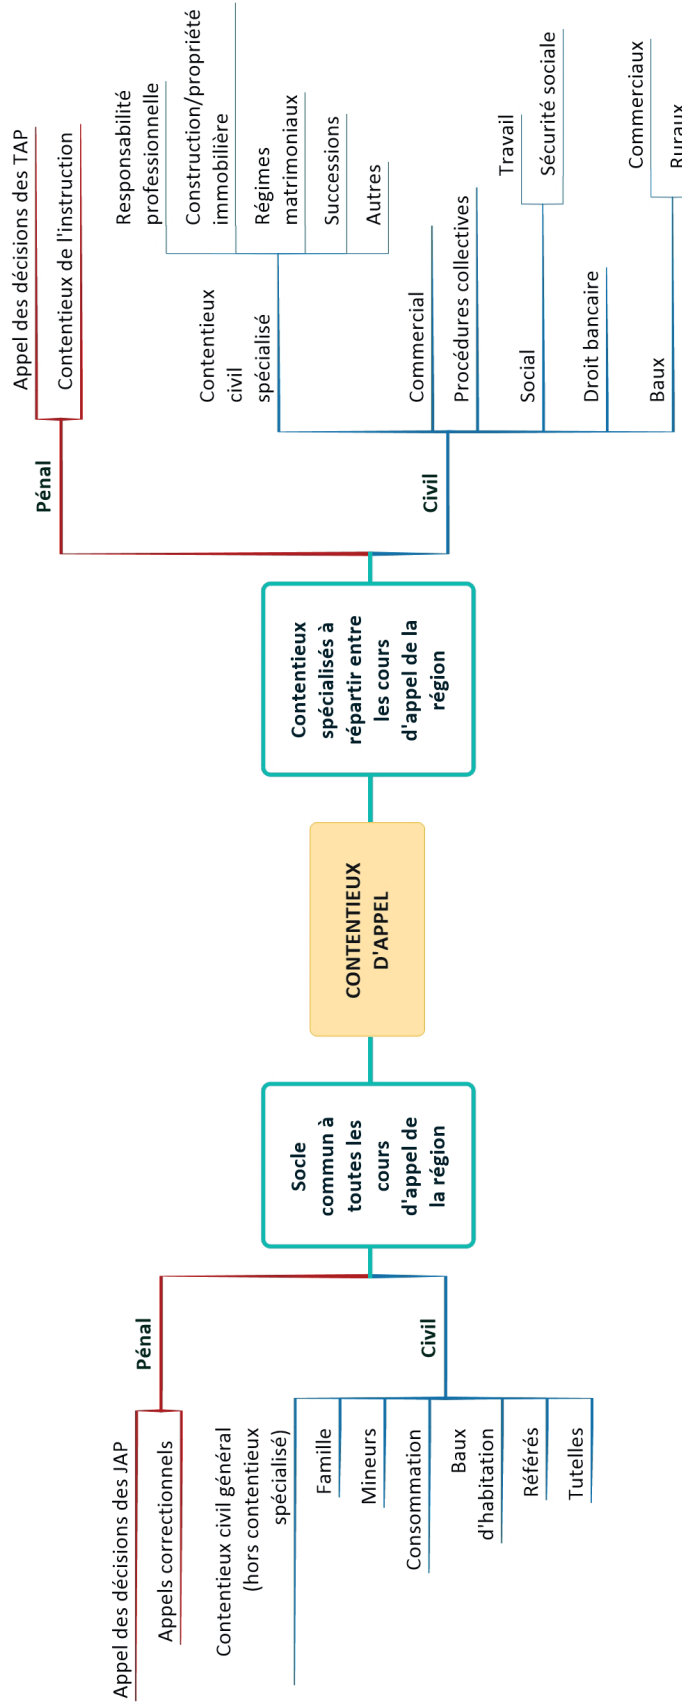 CONTENTIEUX
D'APPEL
Socle
commun à
toutes les
cours
d'appel de
la région
Pénal
Appel des décisions des JAP
Appels correctionnels
Civil
Contentieux civil général
(hors contentieux
spécialisé)
Famille
Mineurs
Consommation
Baux
d'habitation
Référés
Tutelles
Contentieux
spécialisés à
répartir entre
les cours
d'appel de la
région
Pénal
Appel des décisions des TAP
Contentieux de l'instruction
Civil
Contentieux
civil
spécialisé
Responsabilité
professionnelle
Construction/propriété
immobilière
Régimes
matrimoniaux
Successions
Autres
Commercial
Procédures collectives
Social
Travail
Sécurité sociale
Droit bancaire
Baux
Commerciaux
Ruraux